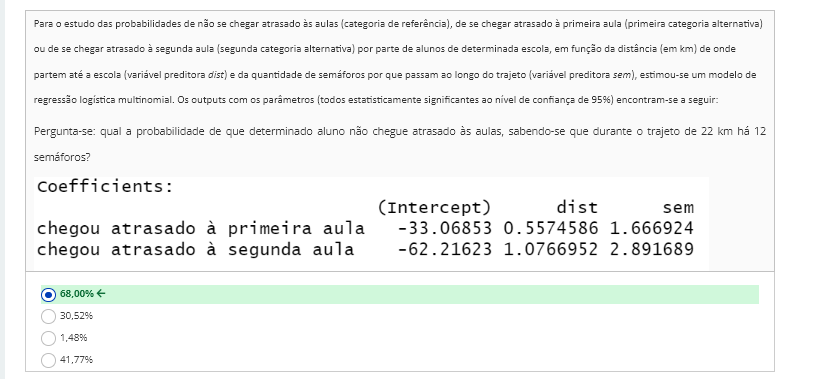 Para o estudo das probabilidades de não se chegar atrasado às aulas (categoria de referência), de se chegar atrasado à primeira aula (primeira categoria alternativa)
ou de se chegar atrasado à segunda aula (segunda categoria alternativa) por parte de alunos de determinada escola, em função da distância (em km) de onde
partem até a escola (variável preditora dist) e da quantidade de semáforos por que passam ao longo do trajeto (variável preditora sem), estimou-se um modelo de
regressão logística multinomial. Os outputs com os parâmetros (todos estatisticamente significantes ao nível de confiança de 95%) encontram-se a seguir:
Pergunta-se: qual a probabilidade de que determinado aluno não chegue atrasado às aulas, sabendo-se que durante o trajeto de 22 km há 12
semáforos?
Coefficients:
(Intercept) dist sem
chegou atrasado à primeira aula -33.06853 0.5574586 1.666924
chegou atrasado à segunda aula -62.21623 1.0766952 2.891689
68,00% ←
30,52%
1,48%
41,77%